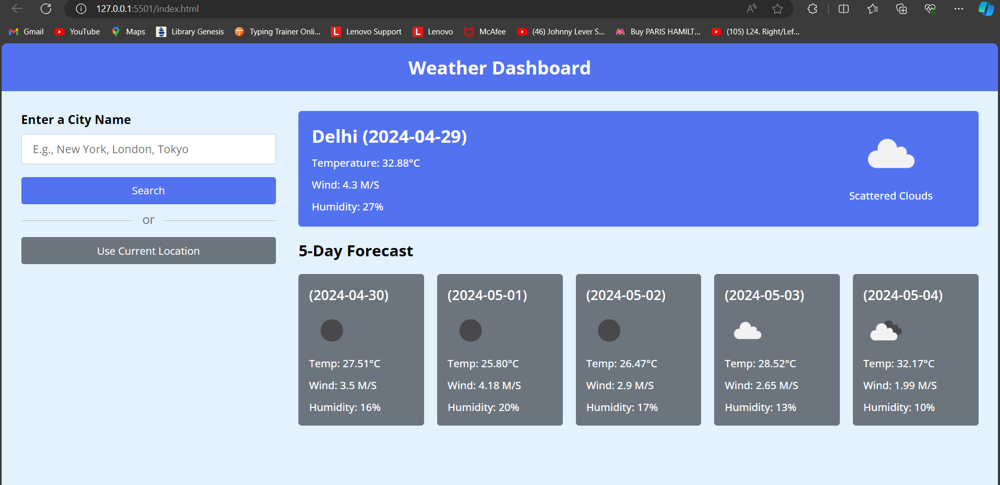 127.0.0.1:5501/index.html
Gmail YouTube Maps Library Genesis Typing Trainer Onli... Lenovo Support Lenovo McAfee (46) Johnny Lever S... Buy PARIS HAMILT... (105) L24. Right/Lef...
Weather Dashboard
Enter a City Name
E.g., New York, London, Tokyo
Search
or
Use Current Location
Delhi (2024-04-29)
Temperature: 32.88°C
Wind: 4.3 M/S
Humidity: 27%
Scattered Clouds
5-Day Forecast
(2024-04-30)
Temp: 27.51°C
Wind: 3.5 M/S
Humidity: 16%
(2024-05-01)
Temp: 25.80°C
Wind: 4.18 M/S
Humidity: 20%
(2024-05-02)
Temp: 26.47°C
Wind: 2.9 M/S
Humidity: 17%
(2024-05-03)
Temp: 28.52°C
Wind: 2.65 M/S
Humidity: 13%
(2024-05-04)
Temp: 32.17°C
Wind: 1.99 M/S
Humidity: 10%